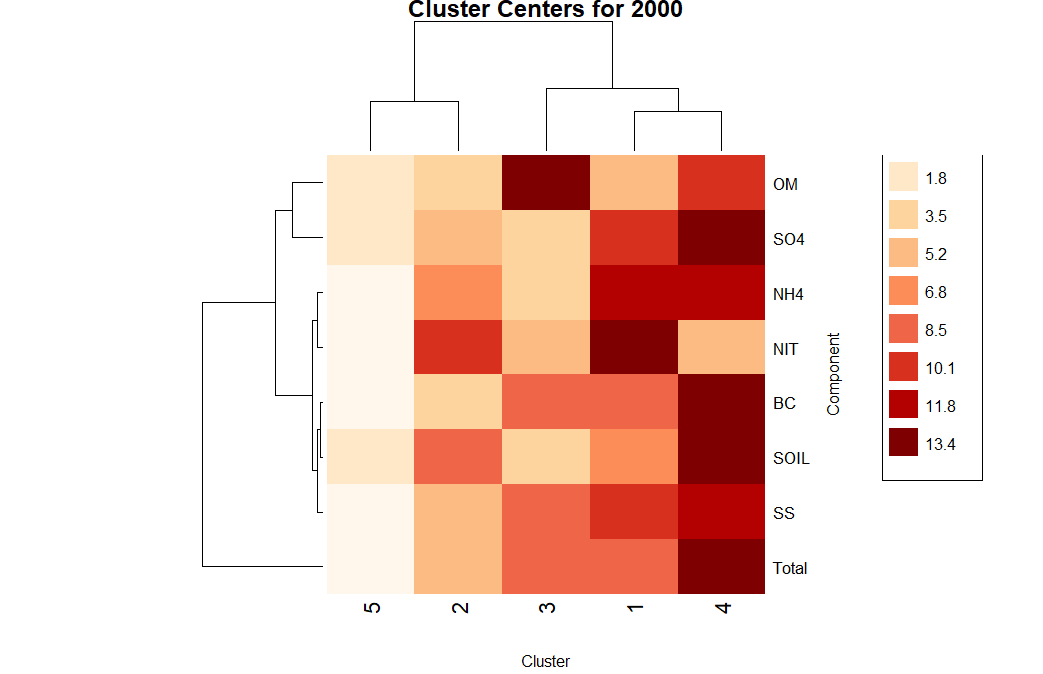 Cluster Centers for 2000
OM
SO4
NH4
NIT
BC
SOIL
SS
Total
Component
1.8
3.5
5.2
6.8
8.5
10.1
11.8
13.4
5 2 3 1 4
Cluster